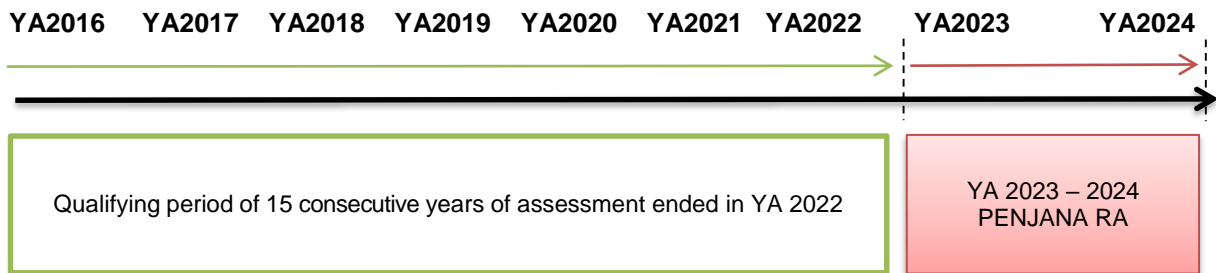 YA2016 YA2017 YA2018 YA2019 YA2020 YA2021 YA2022 YA2023 YA2024
Qualifying period of 15 consecutive years of assessment ended in YA 2022
YA 2023 – 2024
PENJANA RA